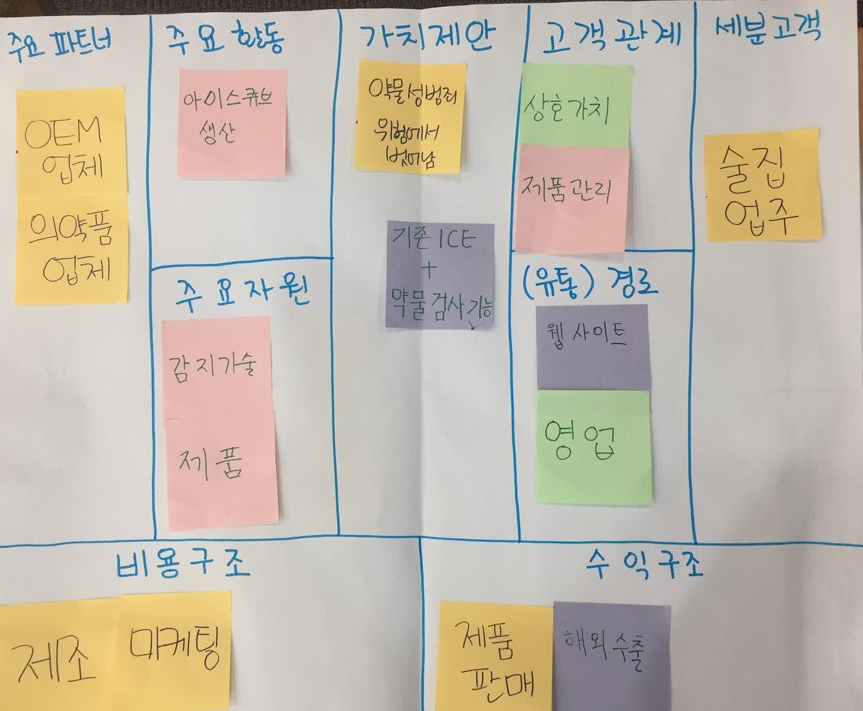 주요 파트너
OEM
업체
의약품
업체
주요 활동
아이스큐브
생산
주요자원
감지기술
제품
가치제안
약물성범죄
위험에서
벗어남
기존 ICE
+
약물 검사 기능
고객관계
상호가치
제품관리
(유통) 경로
웹 사이트
영업
세분고객
술집
업주
비용구조
제조
마케팅
수익구조
제품
판매
해외수출